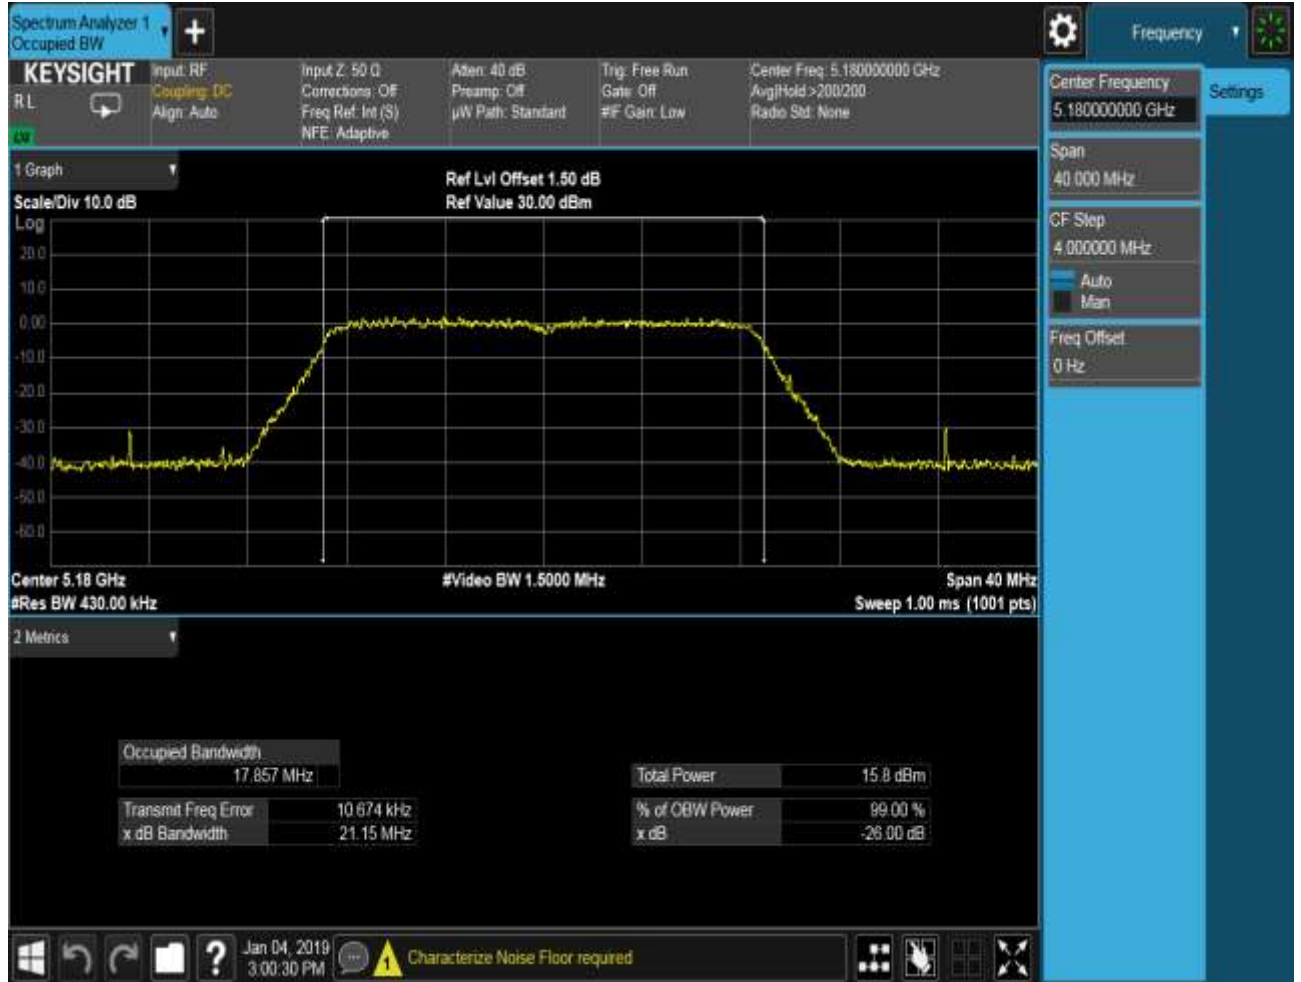 Spectrum Analyzer 1
Occupied BW
Frequency
KEYSIGHT
RL
Input: RF
Coupling: DC
Align: Auto
Input Z: 50 Ω
Corrections: Off
Freq Ref: Int (S)
NFE: Adaptive
Atten: 40 dB
Preamp: Off
µW Path: Standard
Trig: Free Run
Gate: Off
#IF Gain: Low
Center Freq: 5.180000000 GHz
Avg|Hold:>200/200
Radio Std: None
Center Frequency
5.180000000 GHz
Settings
Span
40.000 MHz
CF Step
4.000000 MHz
Auto
Man
Freq Offset
0 Hz
1 Graph
Scale/Div 10.0 dB
Ref Lvl Offset 1.50 dB
Ref Value 30.00 dBm
Log
20.0
10.0
0.00
-10.0
-20.0
-30.0
-40.0
-50.0
-60.0
Center 5.18 GHz
#Video BW 1.5000 MHz
Span 40 MHz
#Res BW 430.00 kHz
Sweep 1.00 ms (1001 pts)
2 Metrics
Occupied Bandwidth
17.857 MHz
Total Power 15.8 dBm
Transmit Freq Error 10.674 kHz
% of OBW Power 99.00 %
x dB Bandwidth 21.15 MHz
x dB -26.00 dB
?
Jan 04, 2019
3:00:30 PM
1
Characterize Noise Floor required